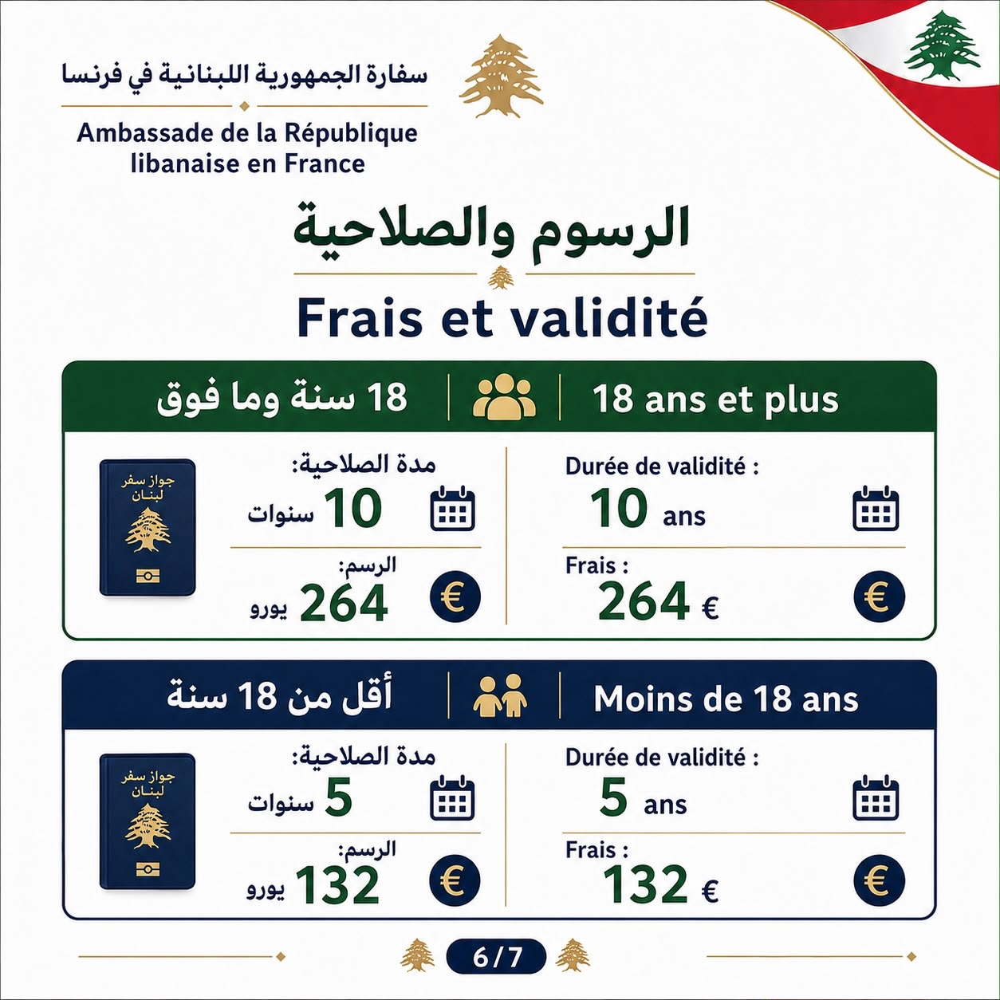 سفارة الجمهورية اللبنانية في فرنسا
Ambassade de la République
libanaise en France
الرسوم والصلاحية
Frais et validité
18 سنة وما فوق
18 ans et plus
جواز سفر
لبنان
مدة الصلاحية:
10 سنوات
الرسم:
264 يورو
€
Durée de validité :
10 ans
Frais :
264 €
€
أقل من 18 سنة
Moins de 18 ans
جواز سفر
لبنان
مدة الصلاحية:
5 سنوات
الرسم:
132 يورو
€
Durée de validité :
5 ans
Frais :
132 €
€
6/7